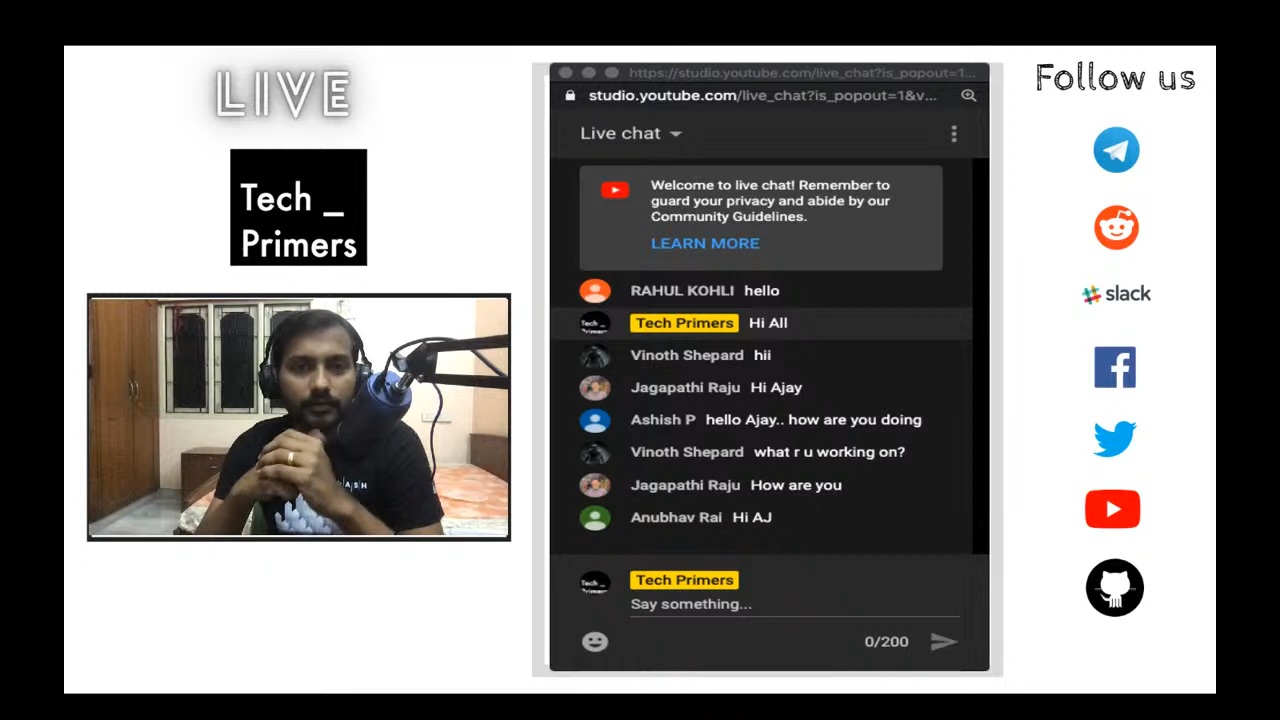 LIVE
Tech _
Primers
https://studio.youtube.com/live_chat?is_popout=1...
studio.youtube.com/live_chat?is_popout=1&v...
Live chat
Welcome to live chat! Remember to
guard your privacy and abide by our
Community Guidelines.
LEARN MORE
RAHUL KOHLI hello
Tech Primers Hi All
Vinoth Shepard hii
Jagapathi Raju Hi Ajay
Ashish P hello Ajay.. how are you doing
Vinoth Shepard what r u working on?
Jagapathi Raju How are you
Anubhav Rai Hi AJ
Tech _
Primers
Tech Primers
Say something...
0/200
Follow us
slack